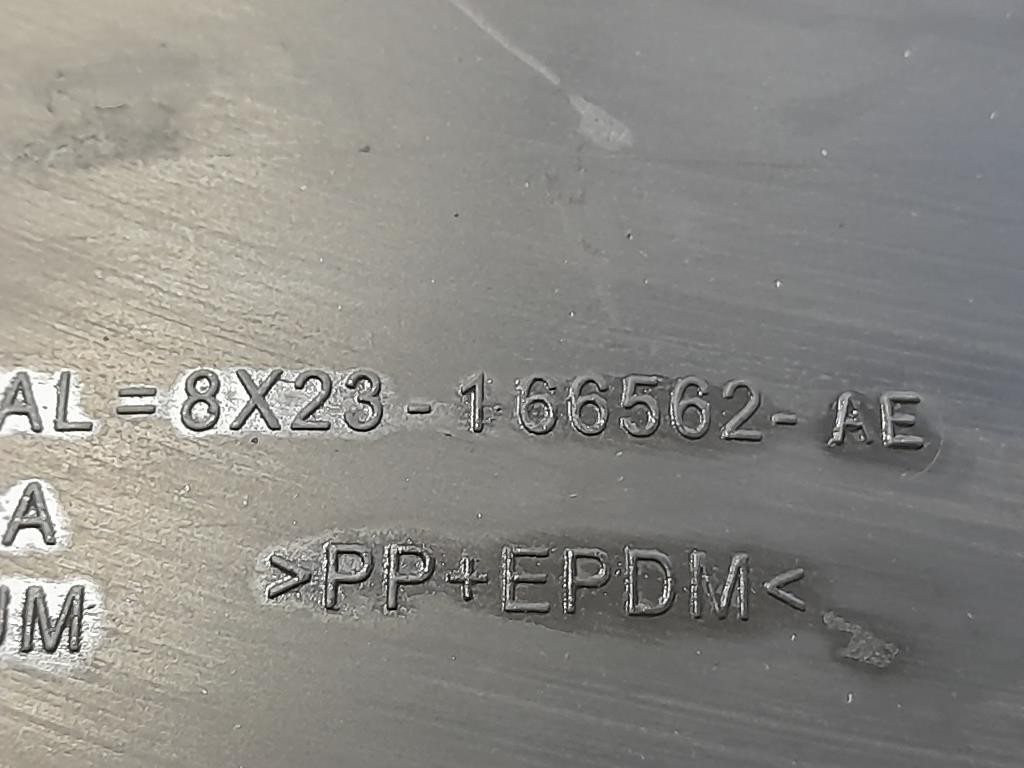 AL=8X23-166562-AE
A
UM
>PP+EPDM<